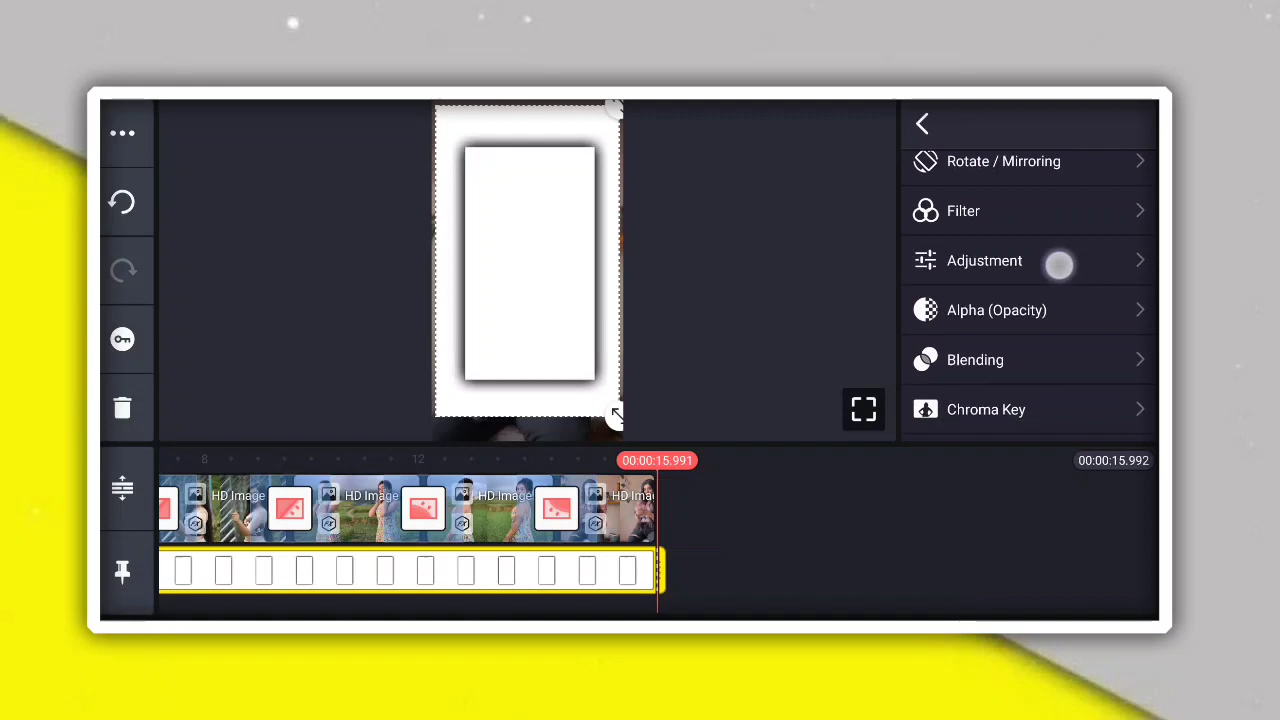 Rotate / Mirroring
Filter
Adjustment
Alpha (Opacity)
Blending
Chroma Key
8
12
00:00:15.991
00:00:15.992
HD Image
HD Image
HD Image
HD Ima